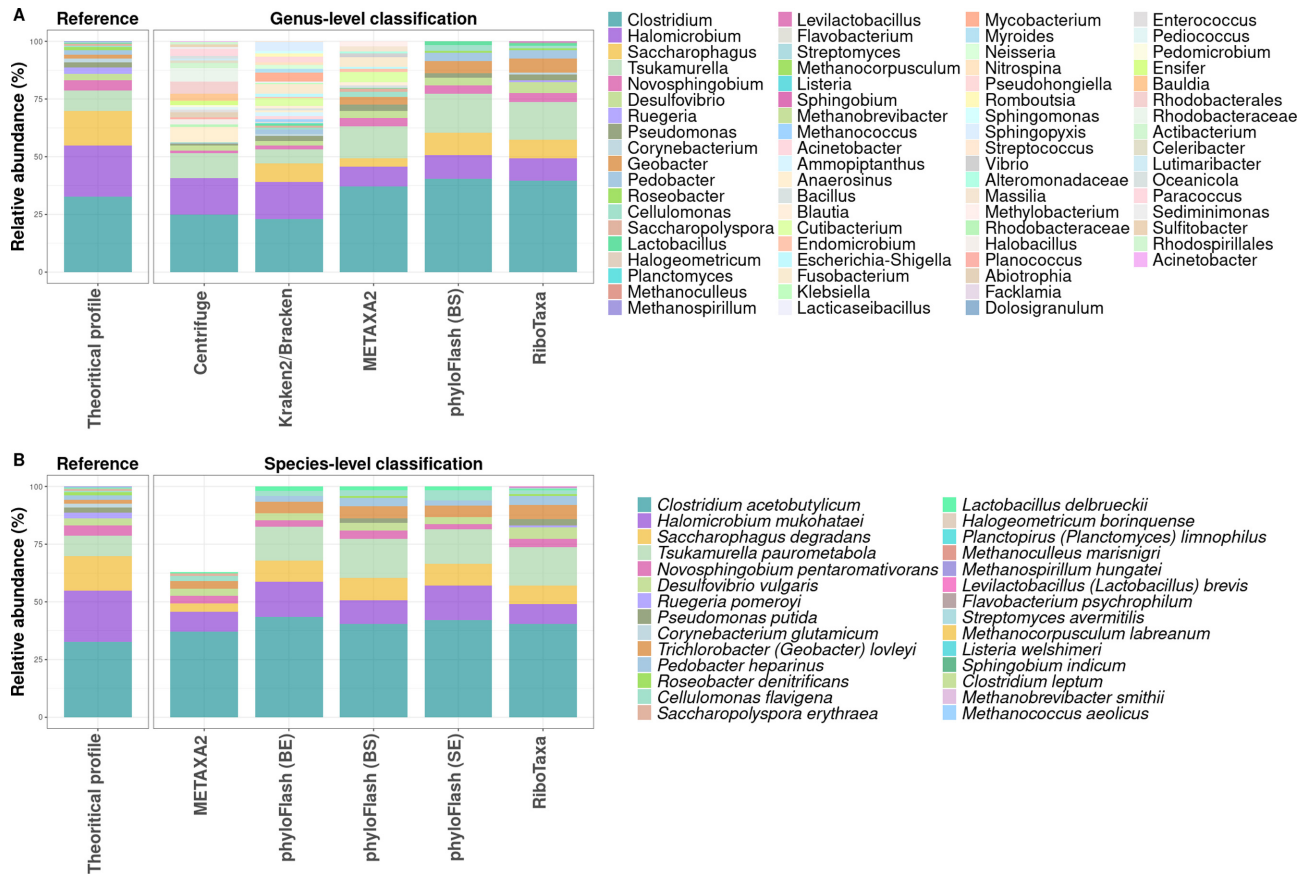 A
Reference
Genus-level classification
Relative abundance (%)
100
75
50
25
0
Theoritical profile
Centrifuge
Kraken2/Bracken
METAXA2
phyloFlash (BS)
RiboTaxa
Clostridium
Halomicrobium
Saccharophagus
Tsukamurella
Novosphingobium
Desulfovibrio
Ruegeria
Pseudomonas
Corynebacterium
Geobacter
Pedobacter
Roseobacter
Cellulomonas
Saccharopolyspora
Lactobacillus
Halogeometricum
Planctomyces
Methanoculleus
Methanospirillum
Levilactobacillus
Flavobacterium
Streptomyces
Methanocorpusculum
Listeria
Sphingobium
Methanobrevibacter
Methanococcus
Acinetobacter
Ammopiptanthus
Anaerosinus
Bacillus
Blautia
Cutibacterium
Endomicrobium
Escherichia-Shigella
Fusobacterium
Klebsiella
Lacticaseibacillus
Mycobacterium
Myroides
Neisseria
Nitrospina
Pseudohongiella
Romboutsia
Sphingomonas
Sphingopyxis
Streptococcus
Vibrio
Alteromonadaceae
Massilia
Methylobacterium
Rhodobacteraceae
Halobacillus
Planococcus
Abiotrophia
Facklamia
Dolosigranulum
Enterococcus
Pediococcus
Pedomicrobium
Ensifer
Bauldia
Rhodobacterales
Rhodobacteraceae
Actibacterium
Celeribacter
Lutimaribacter
Oceanicola
Paracoccus
Sediminimonas
Sulfitobacter
Rhodospirillales
Acinetobacter
B
Reference
Species-level classification
Relative abundance (%)
100
75
50
25
0
Theoritical profile
METAXA2
phyloFlash (BE)
phyloFlash (BS)
phyloFlash (SE)
RiboTaxa
Clostridium acetobutylicum
Halomicrobium mukohataei
Saccharophagus degradans
Tsukamurella paurometabola
Novosphingobium pentaromativorans
Desulfovibrio vulgaris
Ruegeria pomeroyi
Pseudomonas putida
Corynebacterium glutamicum
Trichlorobacter (Geobacter) lovleyi
Pedobacter heparinus
Roseobacter denitrificans
Cellulomonas flavigena
Saccharopolyspora erythraea
Lactobacillus delbrueckii
Halogeometricum borinquense
Planctopirus (Planctomyces) limnophilus
Methanoculleus marisnigri
Methanospirillum hungatei
Levilactobacillus (Lactobacillus) brevis
Flavobacterium psychrophilum
Streptomyces avermitilis
Methanocorpusculum labreanum
Listeria welshimeri
Sphingobium indicum
Clostridium leptum
Methanobrevibacter smithii
Methanococcus aeolicus